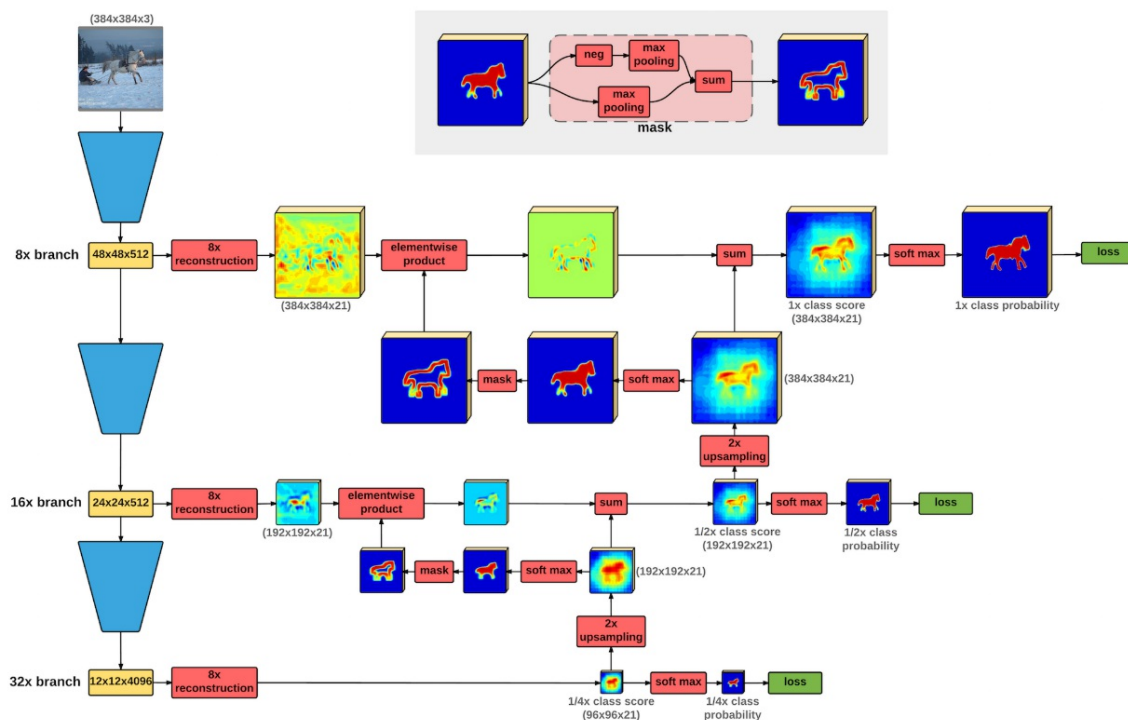 (384x384x3)
neg
max
pooling
max
pooling
sum
mask
8x branch
48x48x512
8x
reconstruction
(384x384x21)
elementwise
product
sum
1x class score
(384x384x21)
soft max
1x class probability
loss
mask
soft max
(384x384x21)
2x
upsampling
16x branch
24x24x512
8x
reconstruction
(192x192x21)
elementwise
product
sum
1/2x class score
(192x192x21)
soft max
1/2x class
probability
loss
mask
soft max
(192x192x21)
2x
upsampling
32x branch
12x12x4096
8x
reconstruction
1/4x class score
(96x96x21)
soft max
1/4x class
probability
loss